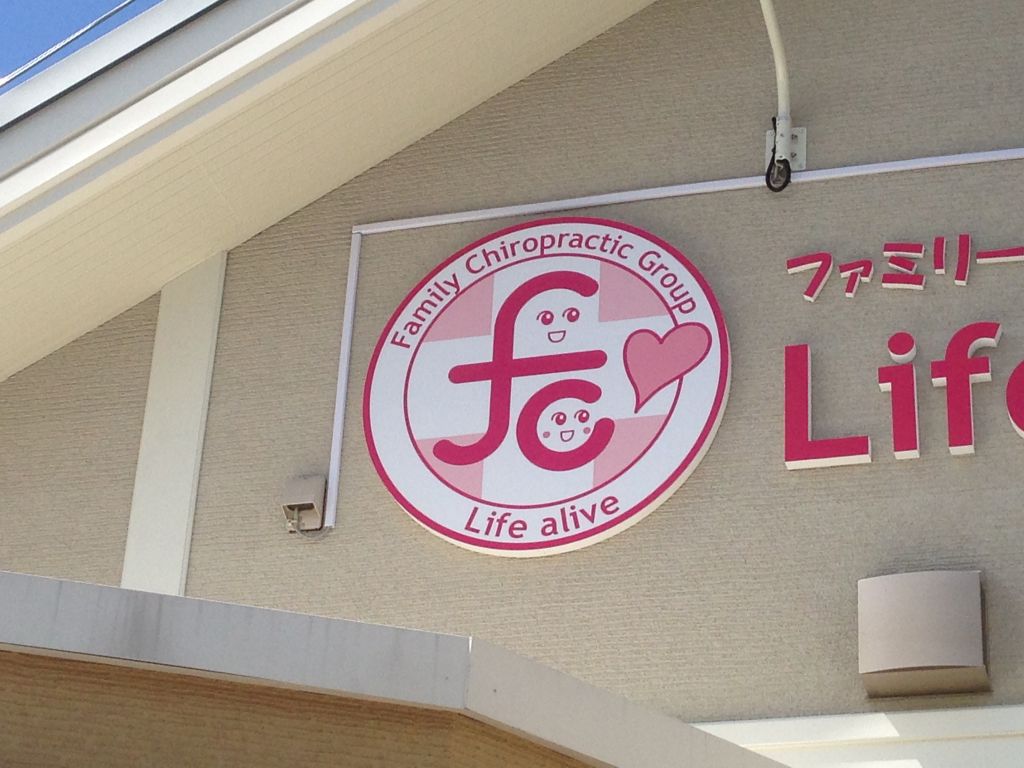 Family Chiropractic Group
fc
Life alive
ファミリー
Life